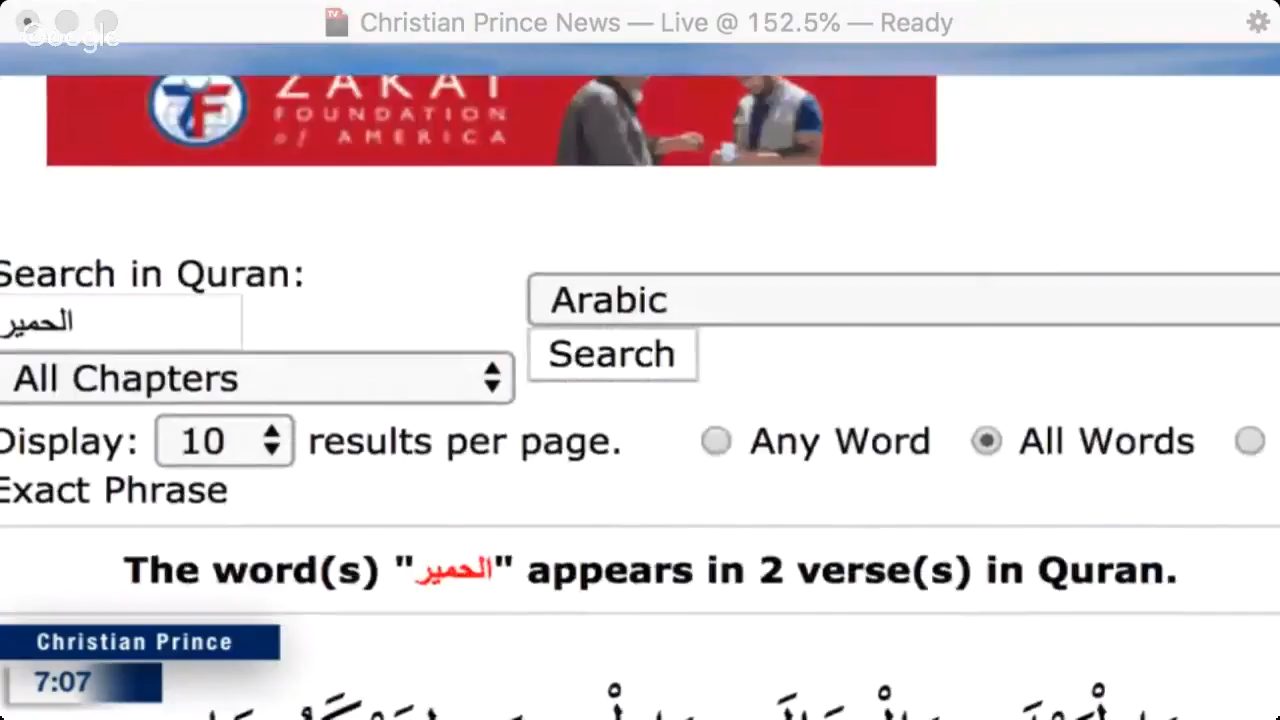 Christian Prince News — Live @ 152.5% — Ready
Google
ZAKAT
FOUNDATION
of AMERICA
Search in Quran:
الحمير
Arabic
Search
All Chapters
Display: 10 results per page. Any Word All Words
Exact Phrase
The word(s) "الحمير" appears in 2 verse(s) in Quran.
Christian Prince
7:07